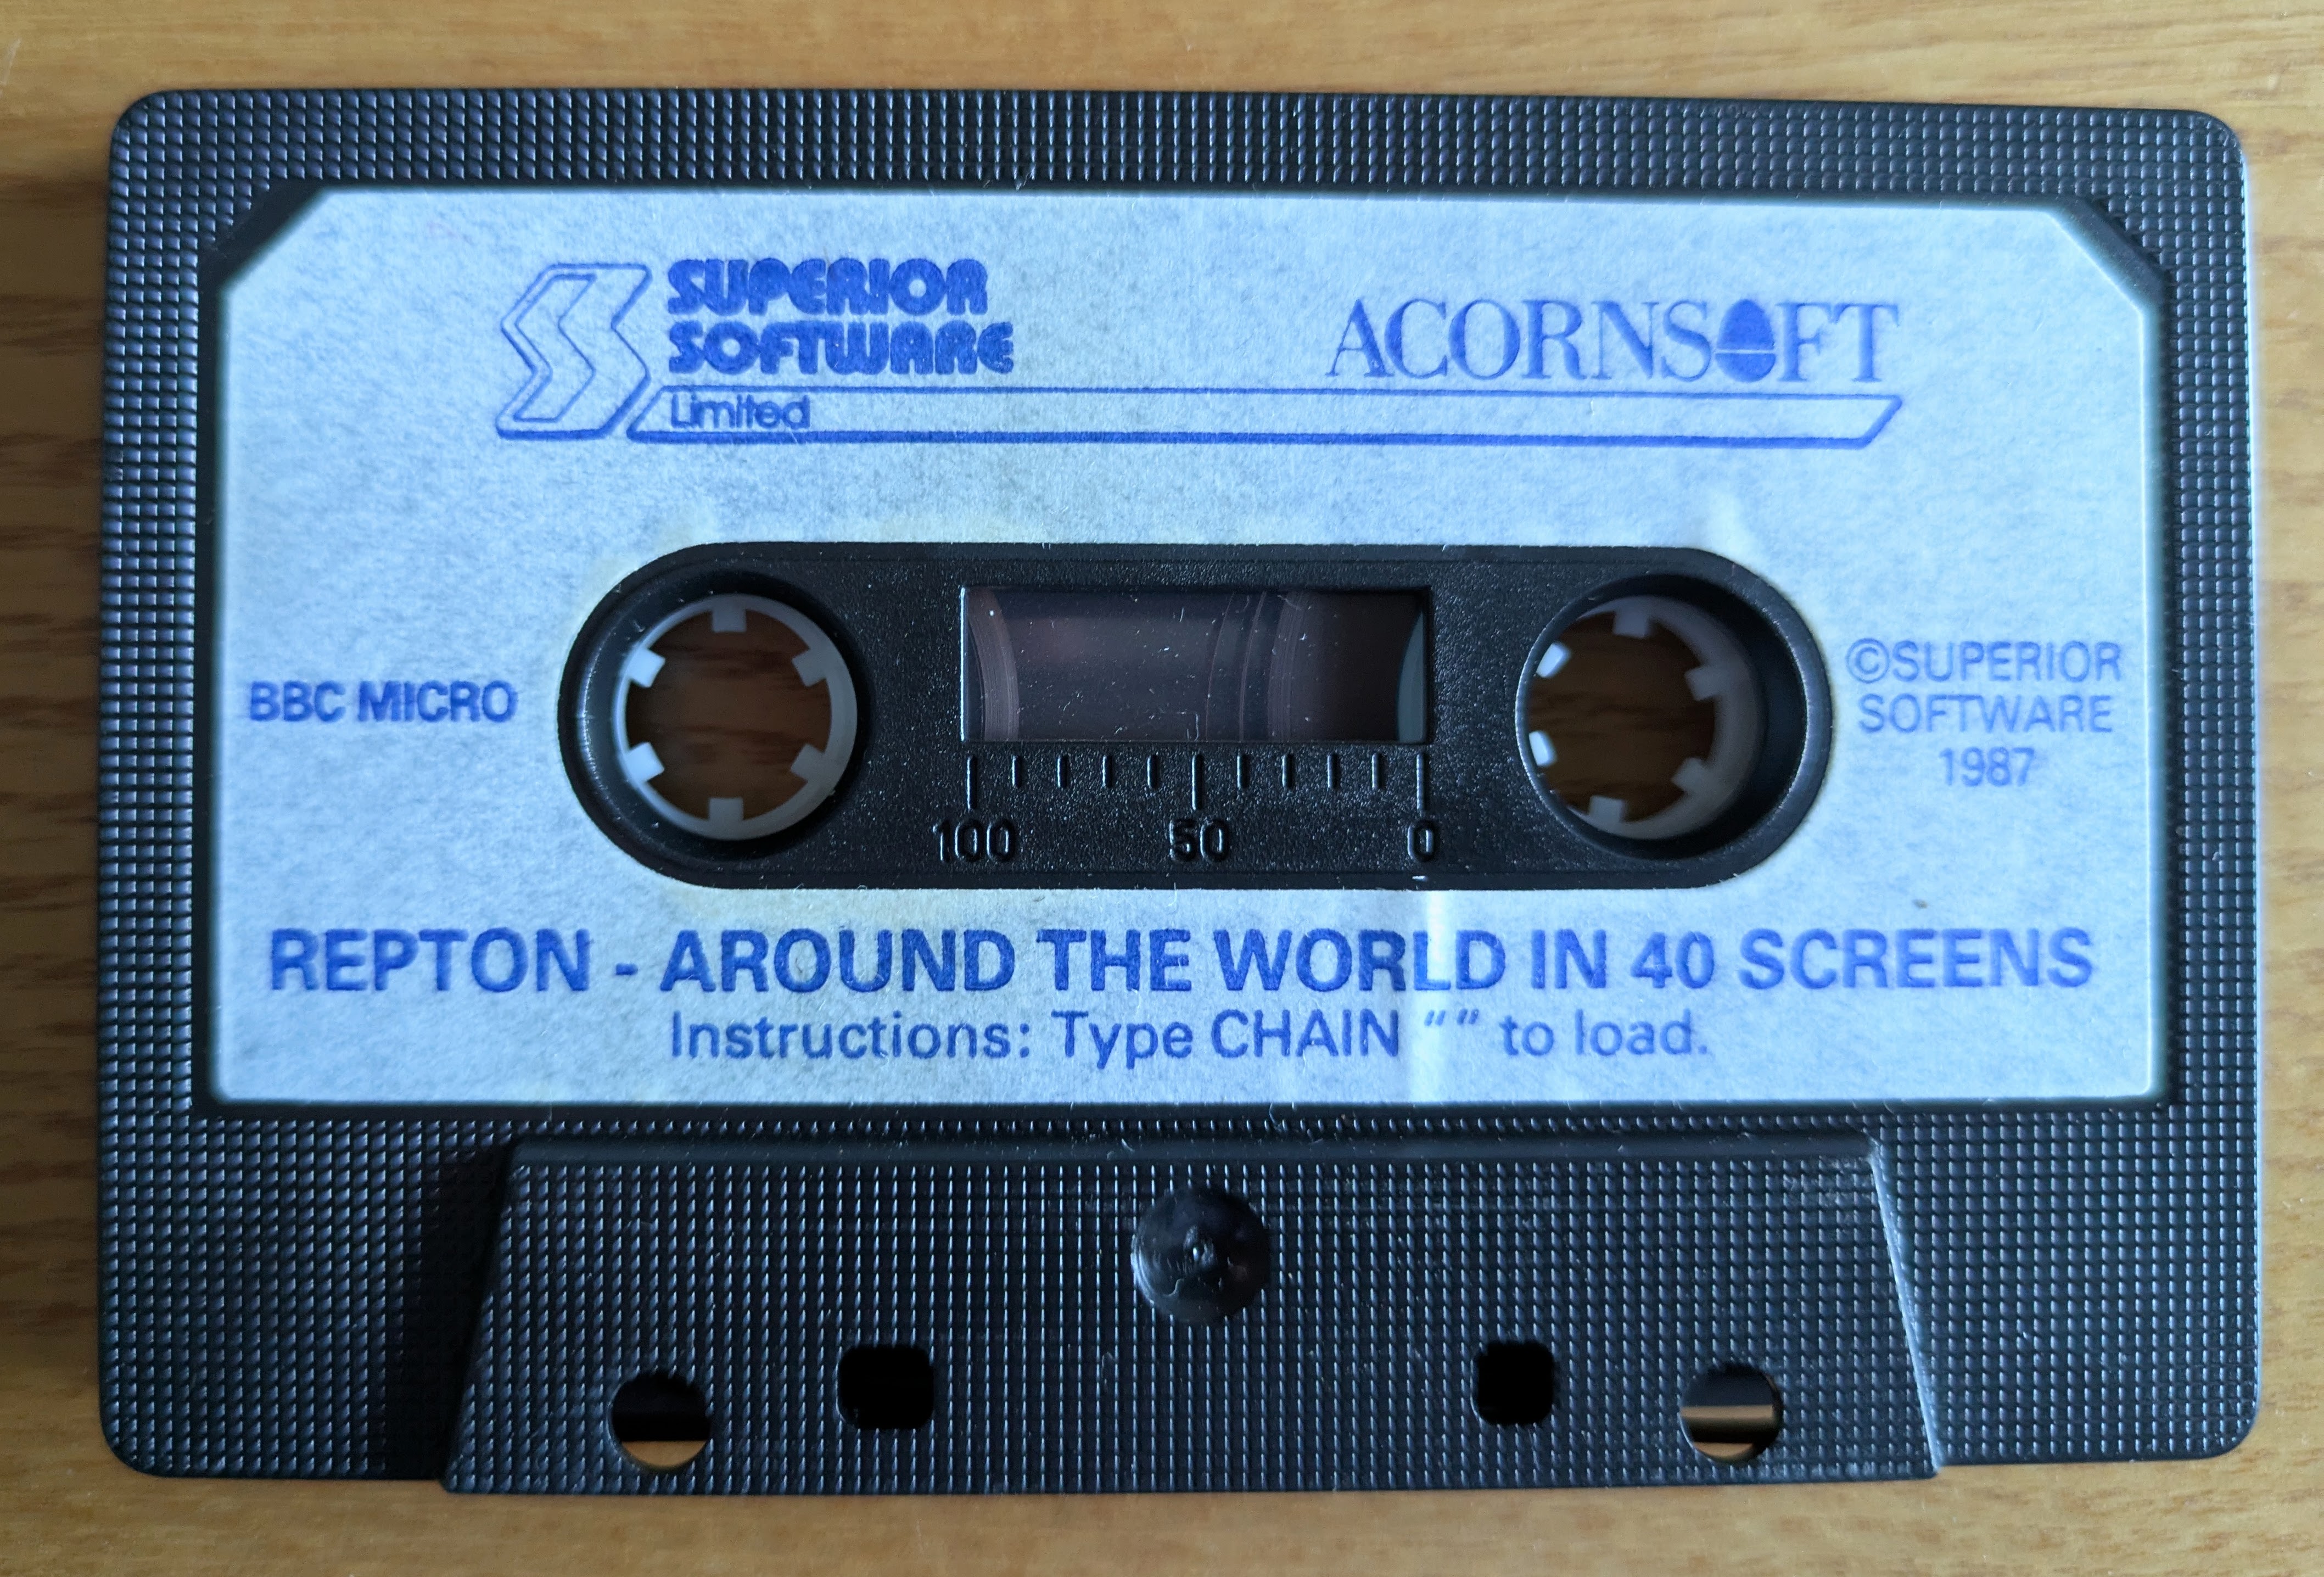 SUPERIOR
SOFTWARE
Limited
ACORNSOFT
BBC MICRO
©SUPERIOR
SOFTWARE
1987
100 50 0
REPTON - AROUND THE WORLD IN 40 SCREENS
Instructions: Type CHAIN “ ” to load.